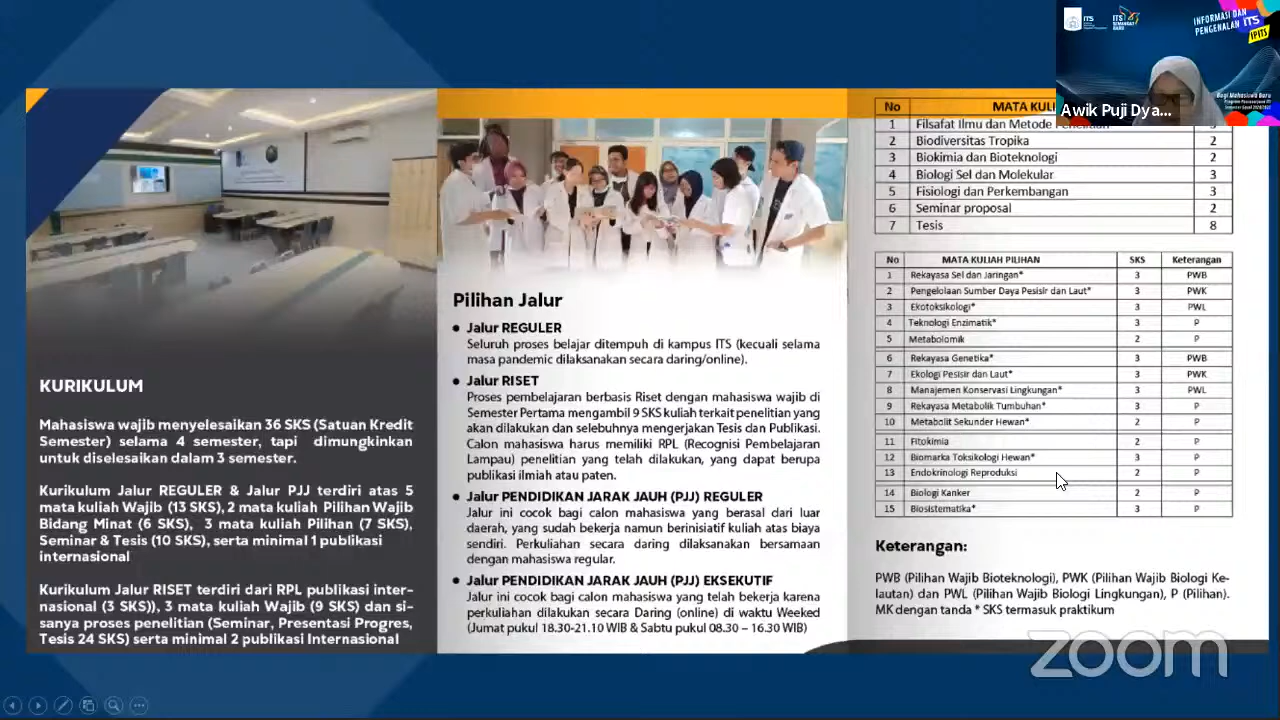 KURIKULUM
Mahasiswa wajib menyelesaikan 36 SKS (Satuan Kredit
Semester) selama 4 semester, tapi dimungkinkan
untuk diselesaikan dalam 3 semester.
Kurikulum Jalur REGULER & Jalur PJJ terdiri atas 5
mata kuliah Wajib (13 SKS), 2 mata kuliah Pilihan Wajib
Bidang Minat (6 SKS), 3 mata kuliah Pilihan (7 SKS),
Seminar & Tesis (10 SKS), serta minimal 1 publikasi
internasional
Kurikulum Jalur RISET terdiri dari RPL publikasi inter-
nasional (3 SKS)), 3 mata kuliah Wajib (9 SKS) dan si-
sanya proses penelitian (Seminar, Presentasi Progres,
Tesis 24 SKS) serta minimal 2 publikasi Internasional
Pilihan Jalur
• Jalur REGULER
Seluruh proses belajar ditempuh di kampus ITS (kecuali selama
masa pandemic dilaksanakan secara daring/online).
• Jalur RISET
Proses pembelajaran berbasis Riset dengan mahasiswa wajib di
Semester Pertama mengambil 9 SKS kuliah terkait penelitian yang
akan dilakukan dan selebuhnya mengerjakan Tesis dan Publikasi.
Calon mahasiswa harus memiliki RPL (Recognisi Pembelajaran
Lampau) penelitian yang telah dilakukan, yang dapat berupa
publikasi ilmiah atau paten.
• Jalur PENDIDIKAN JARAK JAUH (PJJ) REGULER
Jalur ini cocok bagi calon mahasiswa yang berasal dari luar
daerah, yang sudah bekerja namun berinisiatif kuliah atas biaya
sendiri. Perkuliahan secara daring dilaksanakan bersamaan
dengan mahasiswa regular.
• Jalur PENDIDIKAN JARAK JAUH (PJJ) EKSEKUTIF
Jalur ini cocok bagi calon mahasiswa yang telah bekerja karena
perkuliahan dilakukan secara Daring (online) di waktu Weeked
(Jumat pukul 18.30-21.10 WIB & Sabtu pukul 08.30 – 16.30 WIB)
No MATA KULI
1 Filsafat Ilmu dan Metode
2 Biodiversitas Tropika 2
3 Biokimia dan Bioteknologi 2
4 Biologi Sel dan Molekular 3
5 Fisiologi dan Perkembangan 3
6 Seminar proposal 2
7 Tesis 8
No MATA KULIAH PILIHAN SKS Keterangan
1 Rekayasa Sel dan Jaringan* 3 PWB
2 Pengelolaan Sumber Daya Pesisir dan Laut* 3 PWK
3 Ekotoksikologi* 3 PWL
4 Teknologi Enzimatik* 3 P
5 Metabolomik 2 P
6 Rekayasa Genetika* 3 PWB
7 Ekologi Pesisir dan Laut* 3 PWK
8 Manajemen Konservasi Lingkungan* 3 PWL
9 Rekayasa Metabolik Tumbuhan* 3 P
10 Metabolit Sekunder Hewan* 3 P
11 Fitokimia 2 P
12 Biomarka Toksikologi Hewan* 3 P
13 Endokrinologi Reproduksi 2 P
14 Biologi Kanker 2 P
15 Biosistematika* 3 P
Keterangan:
PWB (Pilihan Wajib Bioteknologi), PWK (Pilihan Wajib Biologi Ke-
lautan) dan PWL (Pilihan Wajib Biologi Lingkungan), P (Pilihan).
MK dengan tanda * SKS termasuk praktikum
ITS
ITS
INFORMASI DAN
PENGENALAN ITS
IPITS
Bagi Mahasiswa Baru
Awik Puji Dya...
zoom